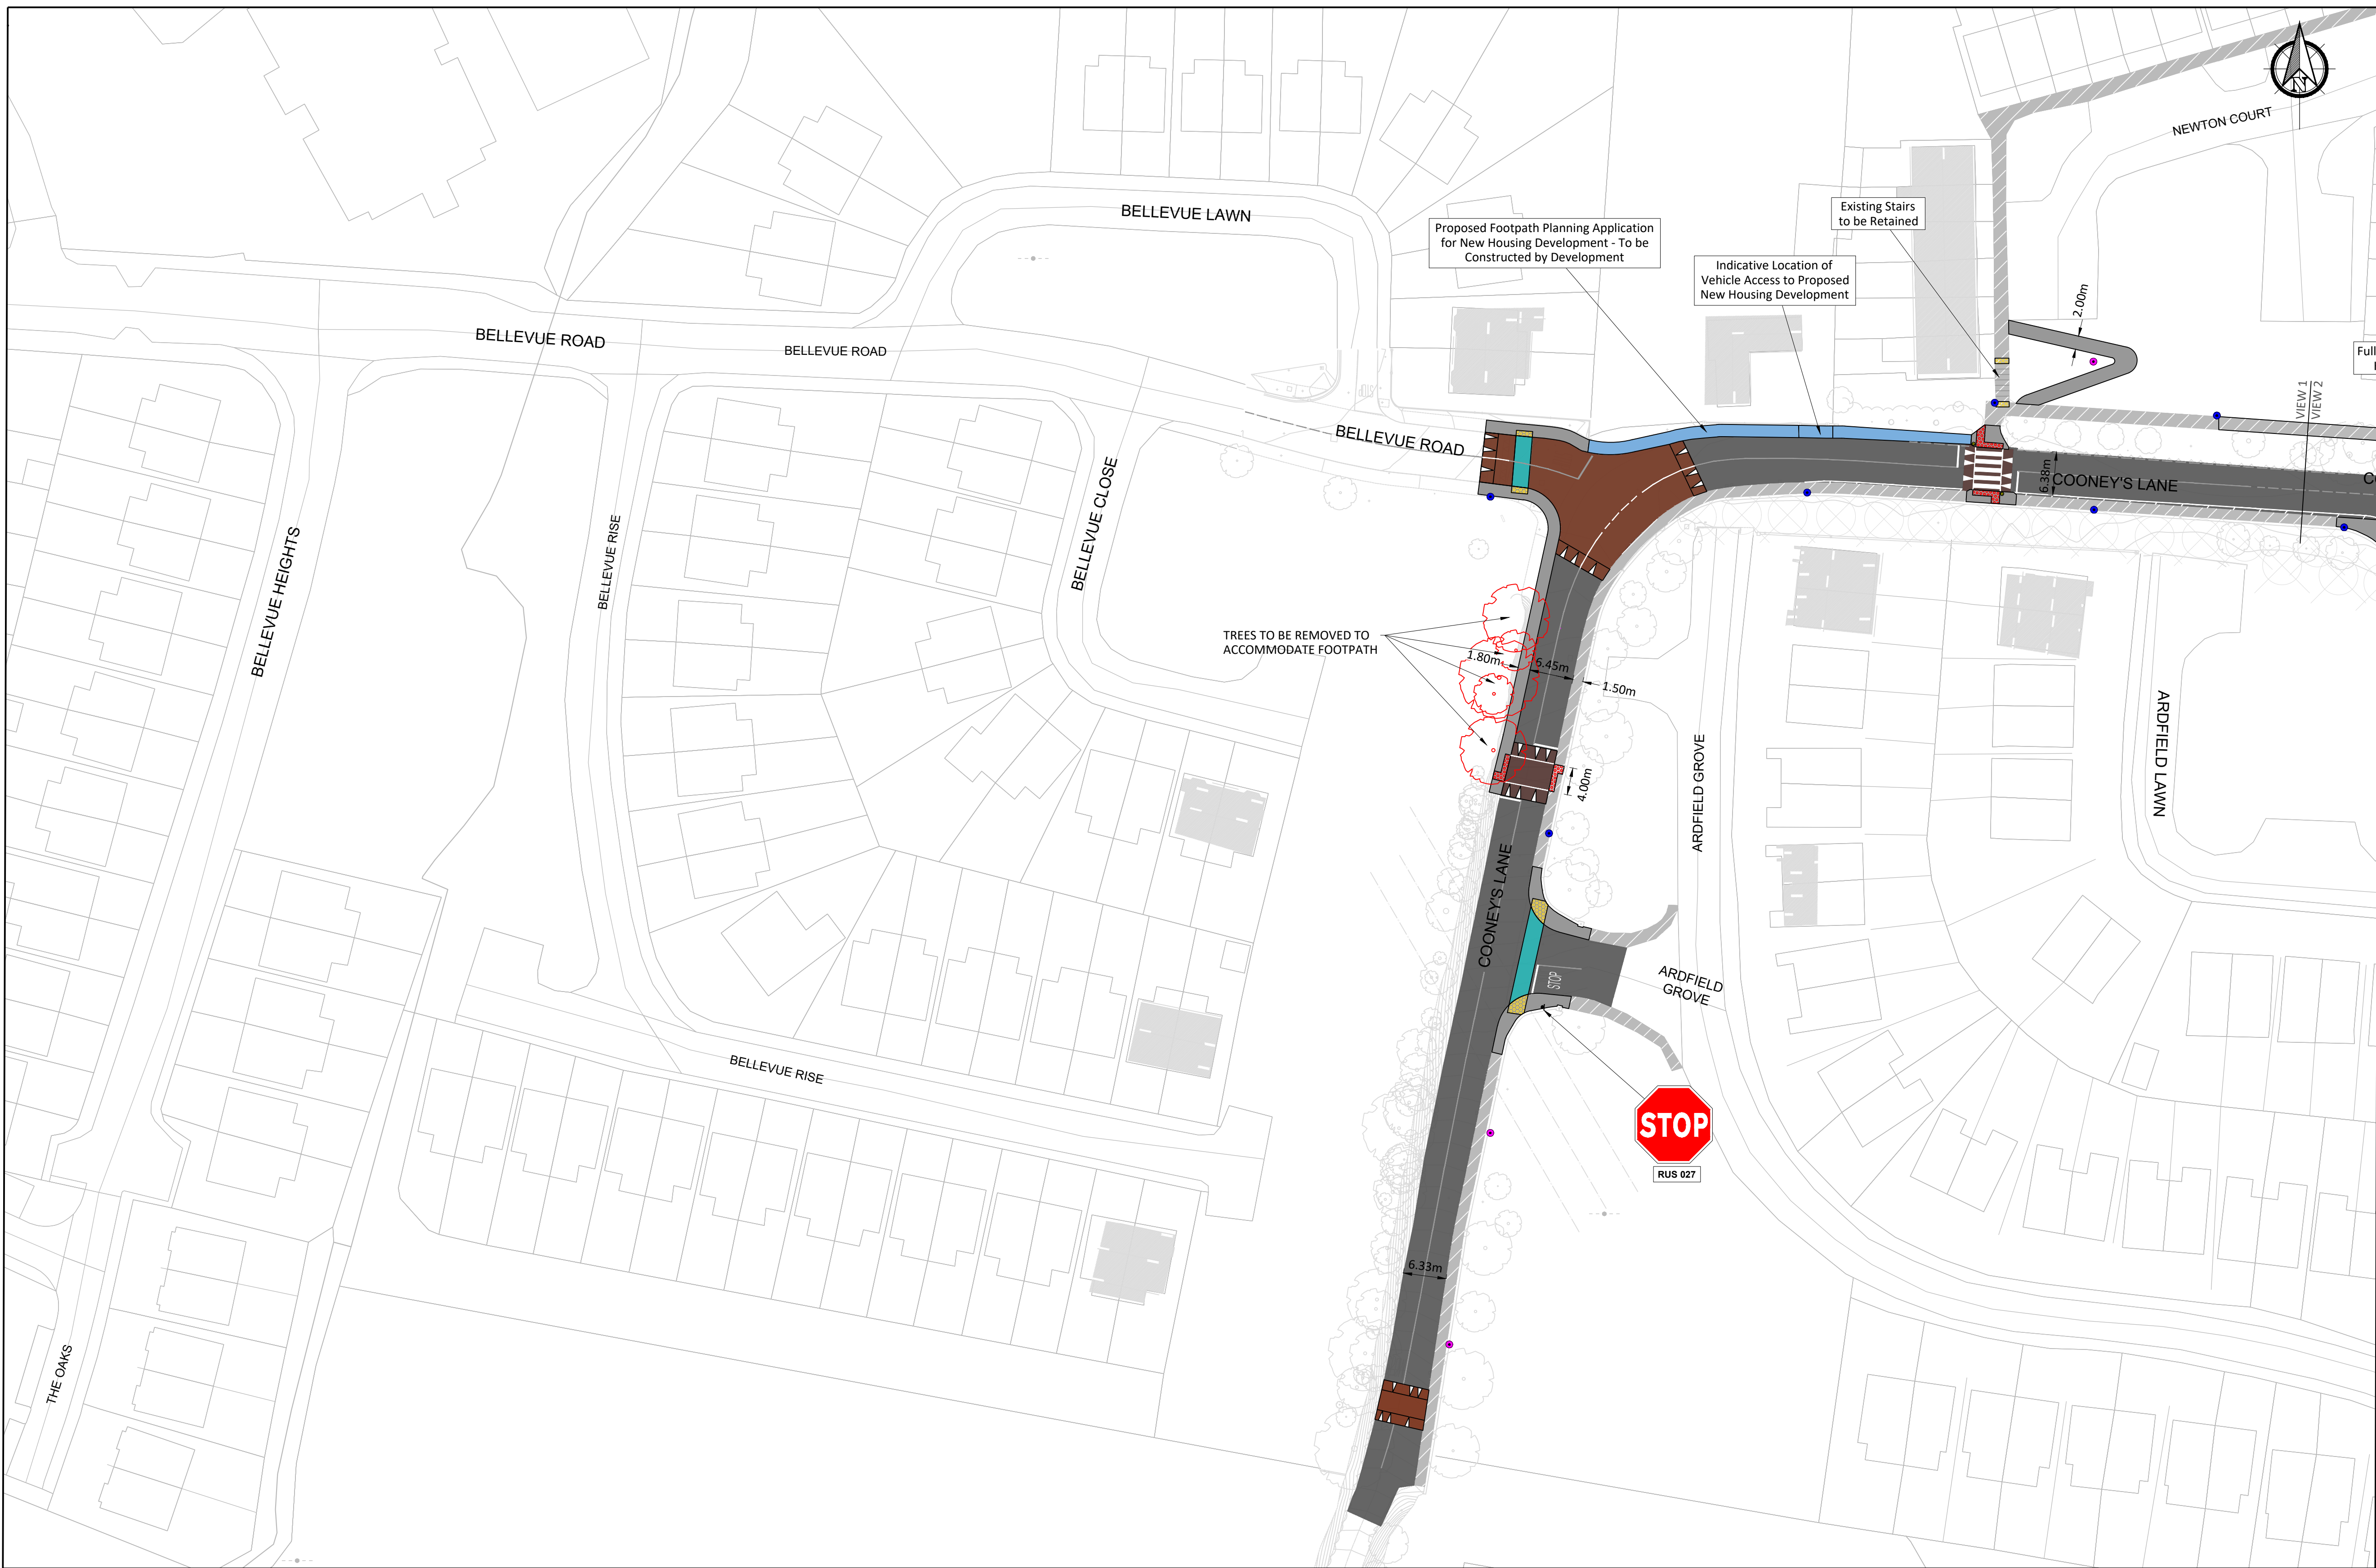 NEWTON COURT
BELLEVUE LAWN
Existing Stairs
to be Retained
Proposed Footpath Planning Application
for New Housing Development - To be
Constructed by Development
Indicative Location of
Vehicle Access to Proposed
New Housing Development
2.00m
BELLEVUE ROAD
BELLEVUE ROAD
Full
VIEW 1
VIEW 2
BELLEVUE ROAD
6.38m
COONEY'S LANE
BELLEVUE CLOSE
BELLEVUE RISE
BELLEVUE HEIGHTS
TREES TO BE REMOVED TO
ACCOMMODATE FOOTPATH
1.80m
6.45m
1.50m
4.00m
ARDFIELD GROVE
ARDFIELD LAWN
COONEY'S LANE
STOP
ARDFIELD
GROVE
BELLEVUE RISE
STOP
RUS 027
6.33m
THE OAKS
N